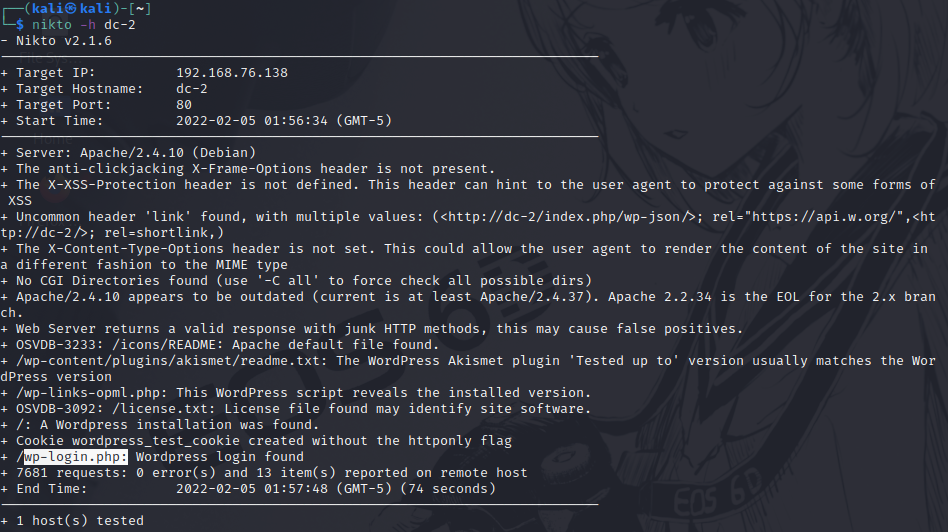 ┌──(kali㉿kali)-[~]
└─$ nikto -h dc-2
- Nikto v2.1.6
---------------------------------------------------------------------------
+ Target IP:          192.168.76.138
+ Target Hostname:    dc-2
+ Target Port:        80
+ Start Time:         2022-02-05 01:56:34 (GMT-5)
---------------------------------------------------------------------------
+ Server: Apache/2.4.10 (Debian)
+ The anti-clickjacking X-Frame-Options header is not present.
+ The X-XSS-Protection header is not defined. This header can hint to the user agent to protect against some forms of
 XSS
+ Uncommon header 'link' found, with multiple values: (<http://dc-2/index.php/wp-json/>; rel="https://api.w.org/",<ht
tp://dc-2/>; rel=shortlink,)
+ The X-Content-Type-Options header is not set. This could allow the user agent to render the content of the site in
a different fashion to the MIME type
+ No CGI Directories found (use '-C all' to force check all possible dirs)
+ Apache/2.4.10 appears to be outdated (current is at least Apache/2.4.37). Apache 2.2.34 is the EOL for the 2.x bran
ch.
+ Web Server returns a valid response with junk HTTP methods, this may cause false positives.
+ OSVDB-3233: /icons/README: Apache default file found.
+ /wp-content/plugins/akismet/readme.txt: The WordPress Akismet plugin 'Tested up to' version usually matches the Wor
dPress version
+ /wp-links-opml.php: This WordPress script reveals the installed version.
+ OSVDB-3092: /license.txt: License file found may identify site software.
+ /: A Wordpress installation was found.
+ Cookie wordpress_test_cookie created without the httponly flag
+ /wp-login.php: Wordpress login found
+ 7681 requests: 0 error(s) and 13 item(s) reported on remote host
+ End Time:           2022-02-05 01:57:48 (GMT-5) (74 seconds)
---------------------------------------------------------------------------
+ 1 host(s) tested
EOS 6D